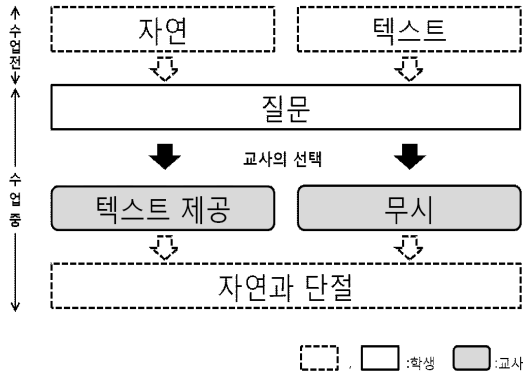 수업전
자연
텍스트
질문
교사의 선택
수업 중
텍스트 제공
무시
자연과 단절
, :학생 :교사